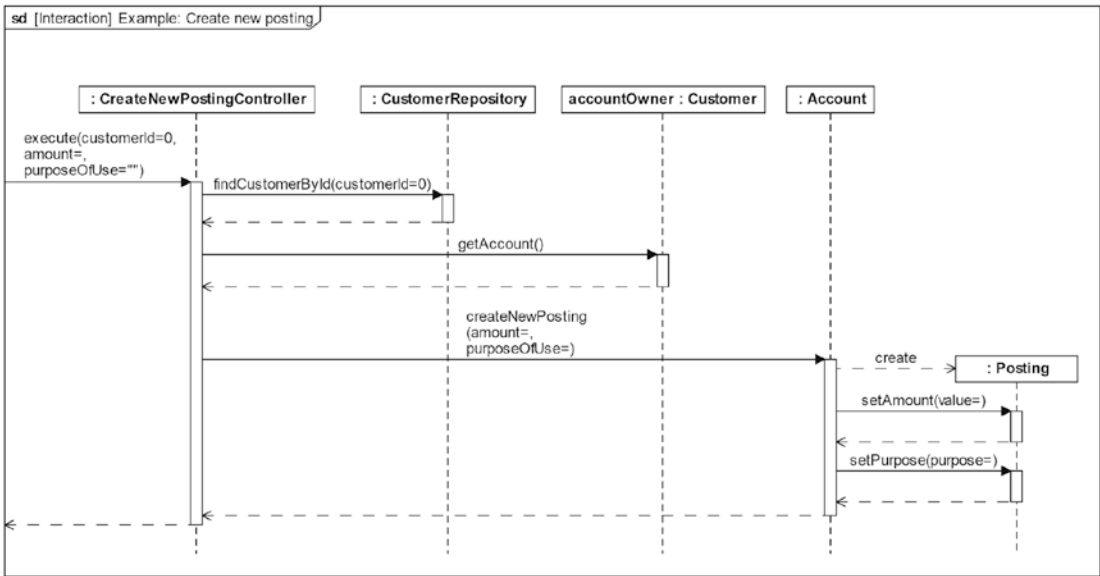 sd [Interaction] Example: Create new posting
: CreateNewPostingController
: CustomerRepository
accountOwner : Customer
: Account
execute(customerId=0,
amount=,
purposeOfUse="")
findCustomerById(customerId=0)
getAccount()
createNewPosting
(amount=,
purposeOfUse=)
create
: Posting
setAmount(value=)
setPurpose(purpose=)